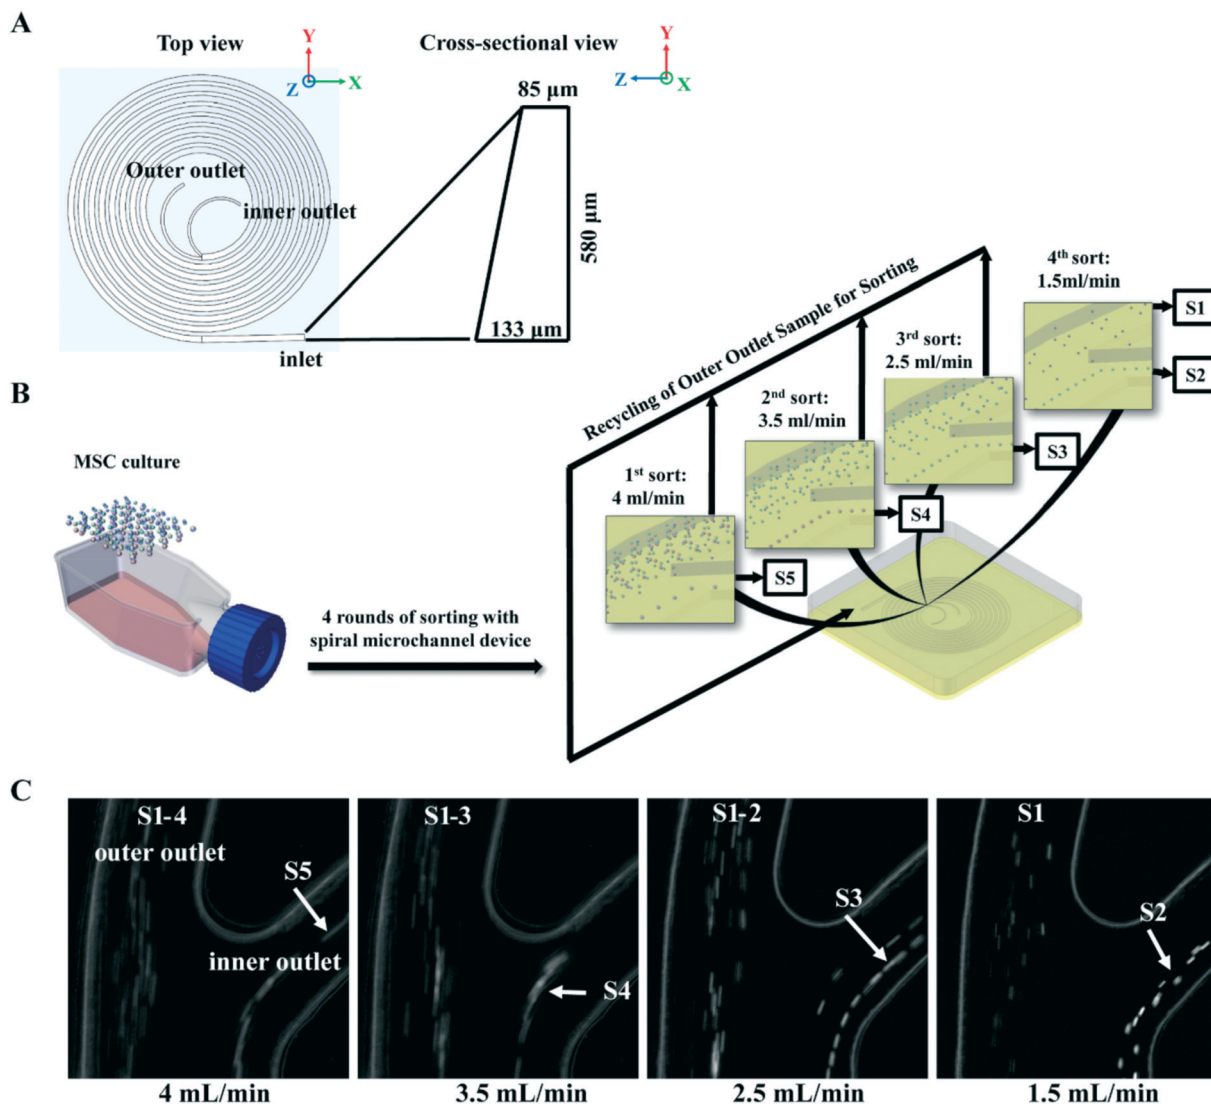 A
Top view
Y
Z
X
Cross-sectional view
Y
Z
X
85 μm
Outer outlet
inner outlet
580 μm
133 μm
inlet
B
MSC culture
4 rounds of sorting with
spiral microchannel device
Recycling of Outer Outlet Sample for Sorting
1st sort:
4 ml/min
S5
2nd sort:
3.5 ml/min
S4
3rd sort:
2.5 ml/min
S3
4th sort:
1.5ml/min
S1
S2
C
S1-4
outer outlet
S5
inner outlet
4 mL/min
S1-3
S4
3.5 mL/min
S1-2
S3
2.5 mL/min
S1
S2
1.5 mL/min